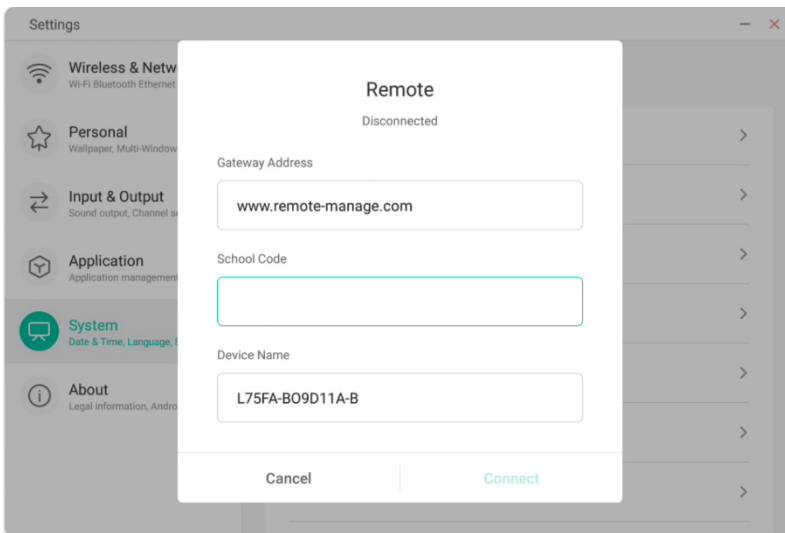 Settings
Wireless & Netw
Wi-Fi Bluetooth Ethernet
Personal
Wallpaper, Multi-Window
Input & Output
Sound output, Channel s
Application
Application management
System
Date & Time, Language, S
About
Legal information, Andro
Remote
Disconnected
Gateway Address
www.remote-manage.com
School Code
Device Name
L75FA-BO9D11A-B
Cancel
Connect